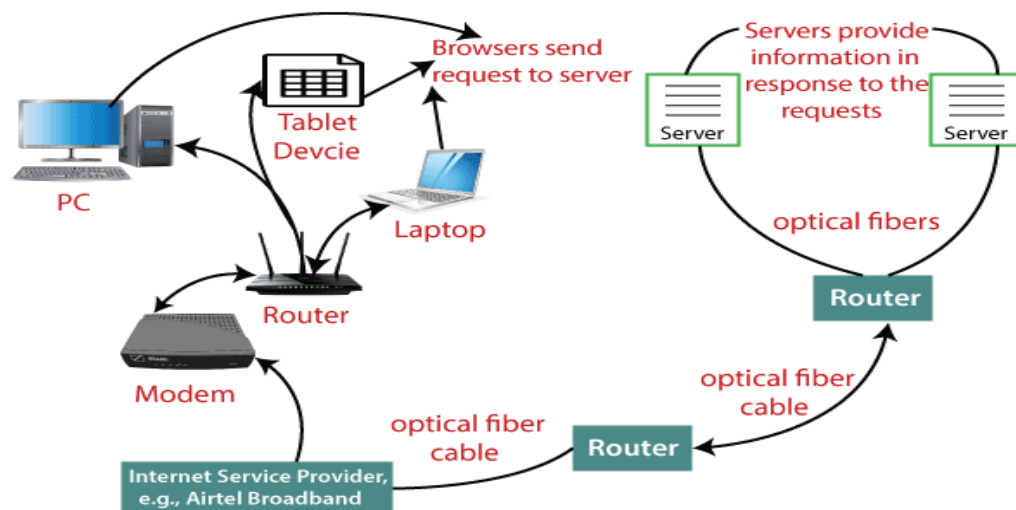 Browsers send
request to server
Servers provide
information in
response to the
requests
Server
Server
Tablet
Devcie
PC
Laptop
optical fibers
Router
Router
Modem
optical fiber
cable
optical fiber
cable
Router
Internet Service Provider,
e.g., Airtel Broadband